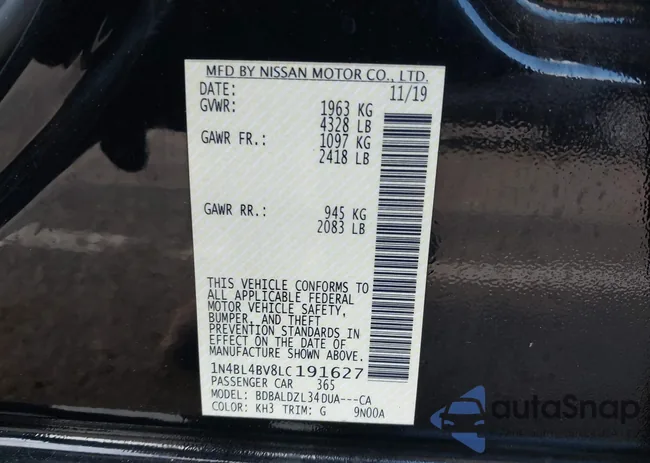 MFD BY NISSAN MOTOR CO., LTD.
DATE: 11/19
GVWR: 1963 KG
4328 LB
GAWR FR.: 1097 KG
2418 LB
GAWR RR.: 945 KG
2083 LB
THIS VEHICLE CONFORMS TO
ALL APPLICABLE FEDERAL
MOTOR VEHICLE SAFETY,
BUMPER, AND THEFT
PREVENTION STANDARDS IN
EFFECT ON THE DATE OF
MANUFACTURE SHOWN ABOVE.
1N4BL4BV8LC191627
PASSENGER CAR 365
MODEL: BDBALDZL34DUA---CA
COLOR: KH3 TRIM: G 9N00A
autoSnap